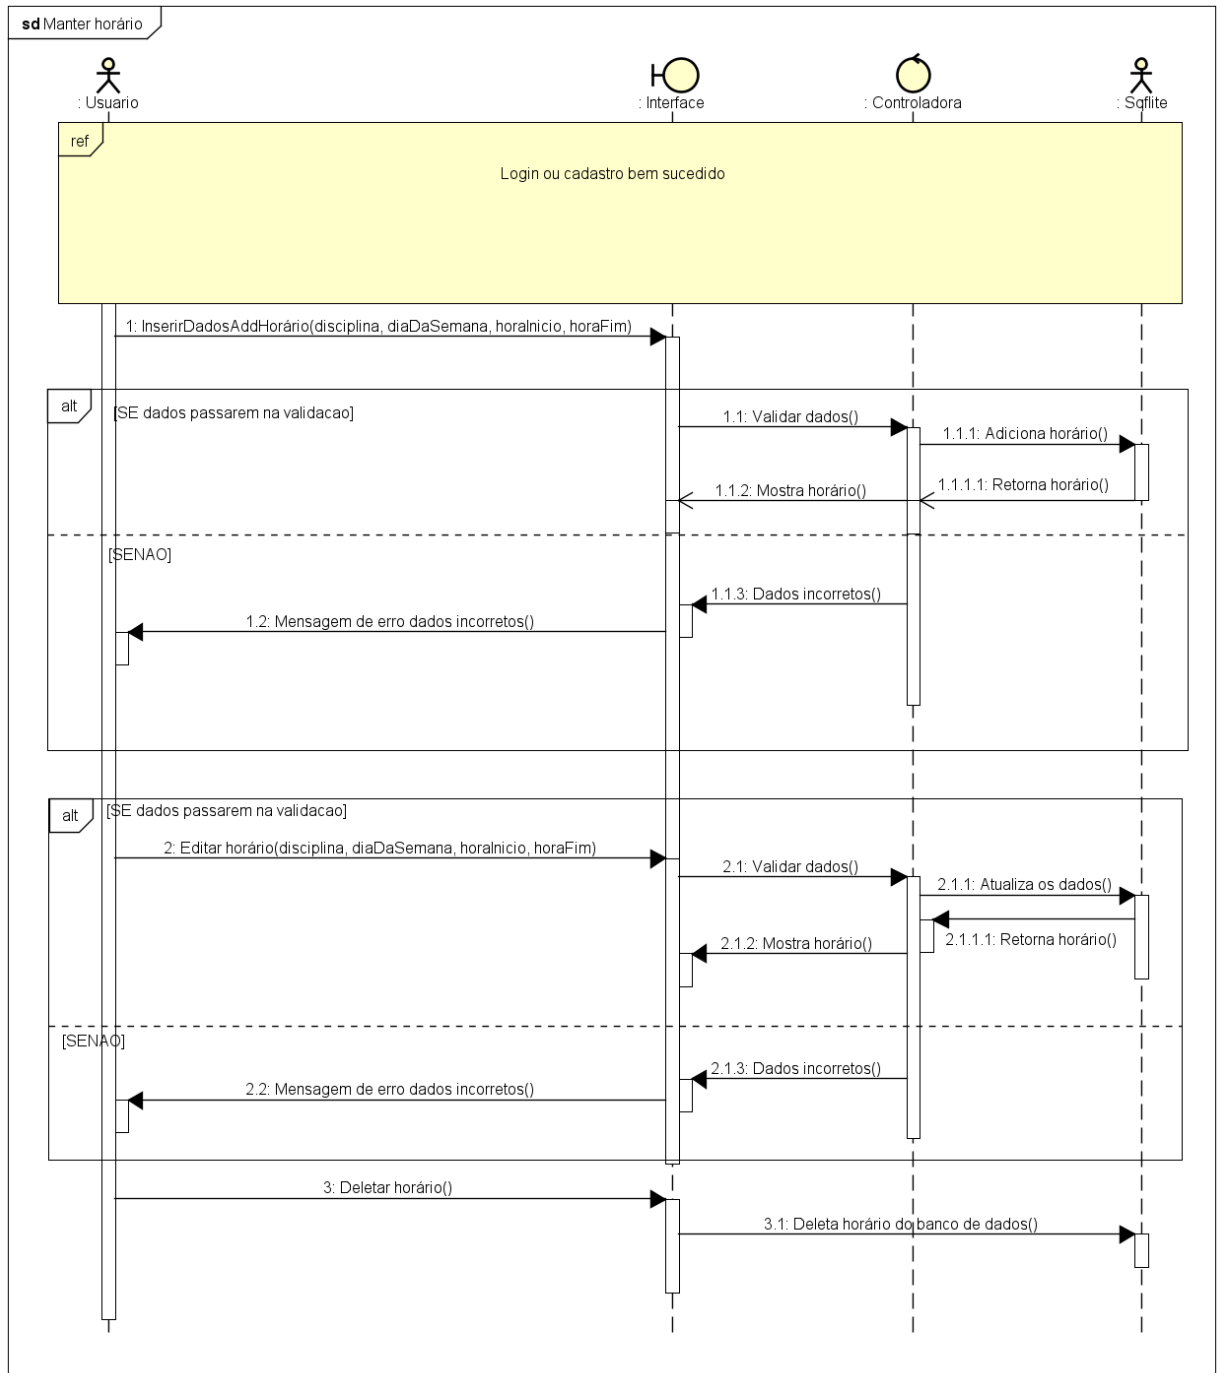 sd Manter horário
: Usuario
: Interface
: Controladora
: Sqflite
ref
Login ou cadastro bem sucedido
1: InserirDadosAddHorário(disciplina, diaDaSemana, horaInicio, horaFim)
alt
[SE dados passarem na validacao]
1.1: Validar dados()
1.1.1: Adiciona horário()
1.1.1.1: Retorna horário()
1.1.2: Mostra horário()
[SENAO]
1.1.3: Dados incorretos()
1.2: Mensagem de erro dados incorretos()
alt
[SE dados passarem na validacao]
2: Editar horário(disciplina, diaDaSemana, horaInicio, horaFim)
2.1: Validar dados()
2.1.1: Atualiza os dados()
2.1.1.1: Retorna horário()
2.1.2: Mostra horário()
[SENAO]
2.1.3: Dados incorretos()
2.2: Mensagem de erro dados incorretos()
3: Deletar horário()
3.1: Deleta horário do banco de dados()